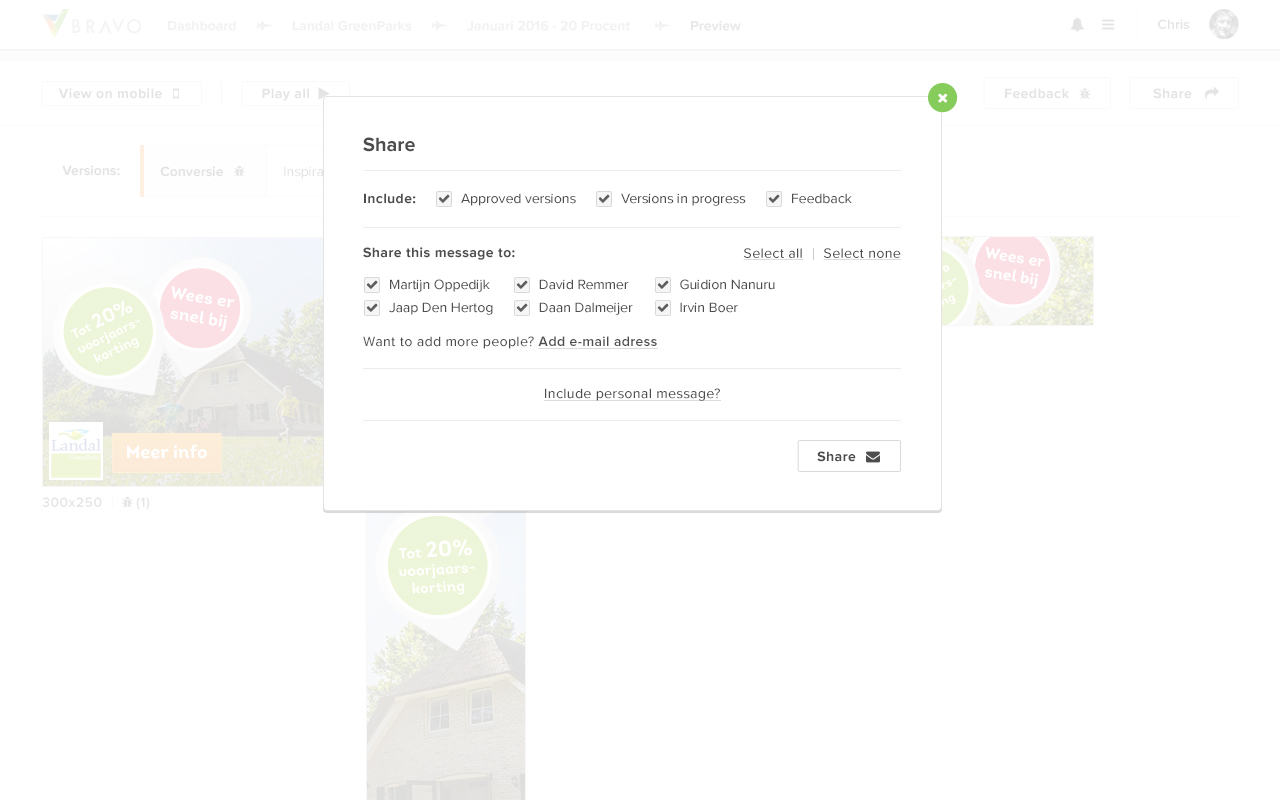 BRAVO Dashboard Landal GreenParks Januari 2016 - 20 Procent Preview Chris
View on mobile Play all Feedback Share
Versions: Conversie Inspira
Share
Include: Approved versions Versions in progress Feedback
Share this message to: Select all | Select none
Martijn Oppedijk David Remmer Guidion Nanuru
Jaap Den Hertog Daan Dalmeijer Irvin Boer
Want to add more people? Add e-mail adress
Include personal message?
Share
Tot 20%
voorjaars-
korting
Wees er
snel bij
Landal
Meer info
300x250 | (1)
Wees er
snel bij
Tot 20%
voorjaars-
korting